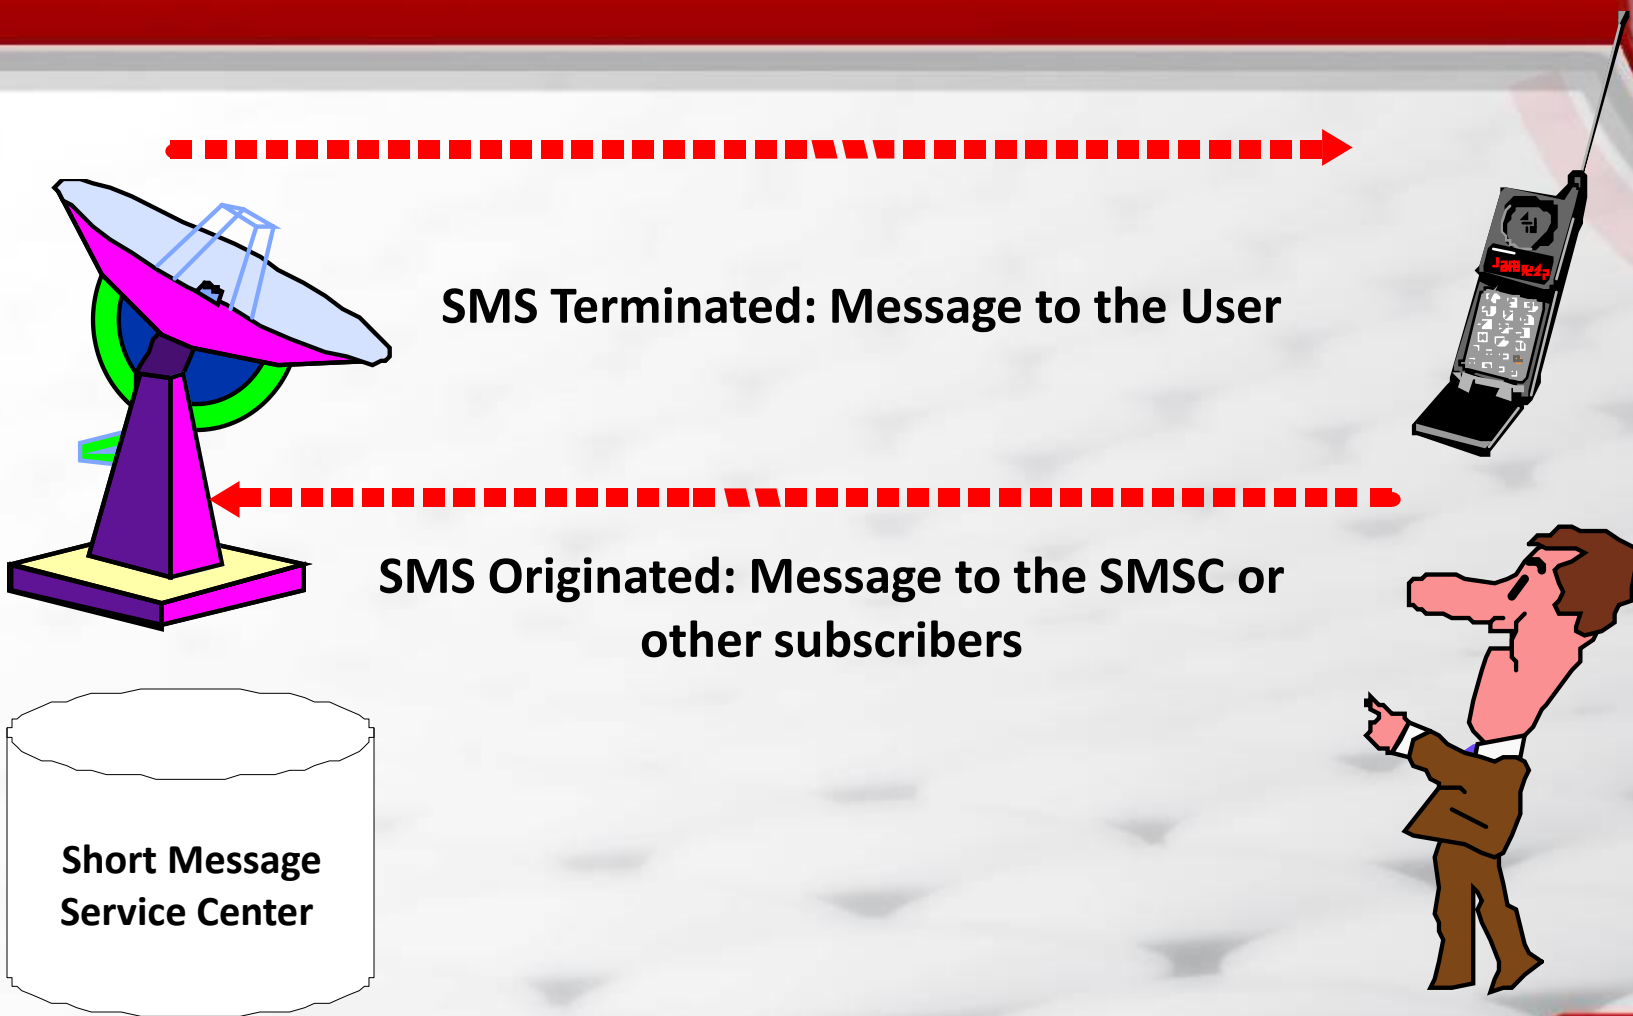 SMS Terminated: Message to the User
SMS Originated: Message to the SMSC or
other subscribers
Short Message
Service Center